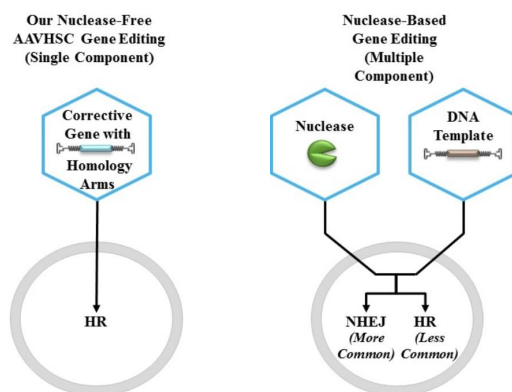 Our Nuclease-Free
AAVHSC Gene Editing
(Single Component)
Corrective
Gene with
Homology
Arms
HR
Nuclease-Based
Gene Editing
(Multiple
Component)
Nuclease
DNA
Template
NHEJ
(More
Common)
HR
(Less
Common)